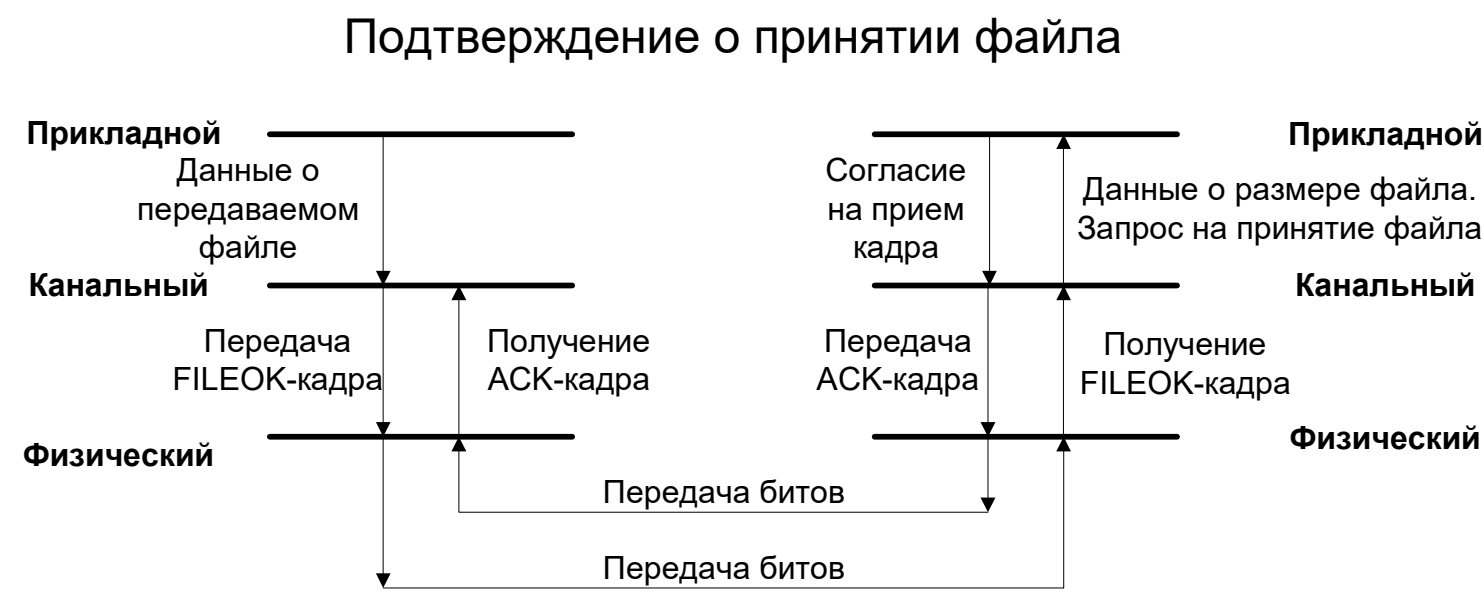 Подтверждение о принятии файла
Прикладной
Прикладной
Данные о
передаваемом
файле
Согласие
на прием
кадра
Данные о размере файла.
Запрос на принятие файла
Канальный
Канальный
Передача
FILEOK-кадра
Получение
ACK-кадра
Передача
ACK-кадра
Получение
FILEOK-кадра
Физический
Физический
Передача битов
Передача битов